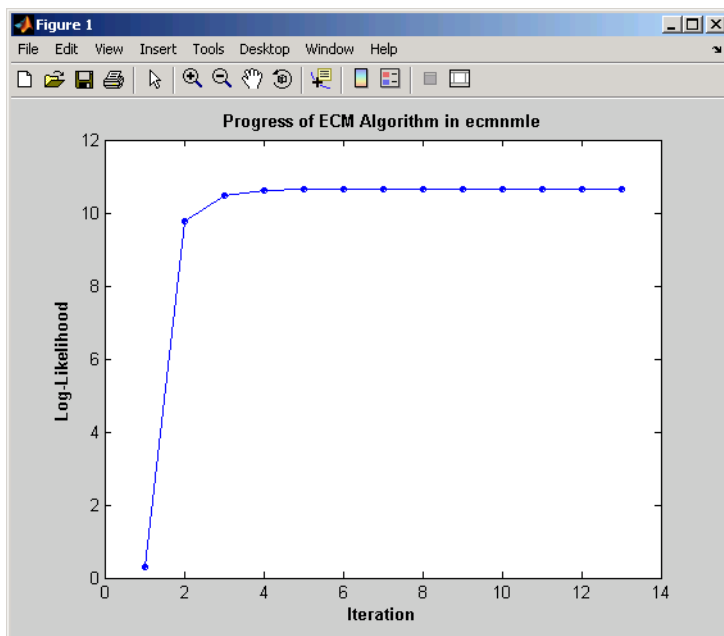 Figure 1
File Edit View Insert Tools Desktop Window Help
Progress of ECM Algorithm in ecmnmle
12
10
8
6
4
2
0
Log-Likelihood
0 2 4 6 8 10 12 14
Iteration